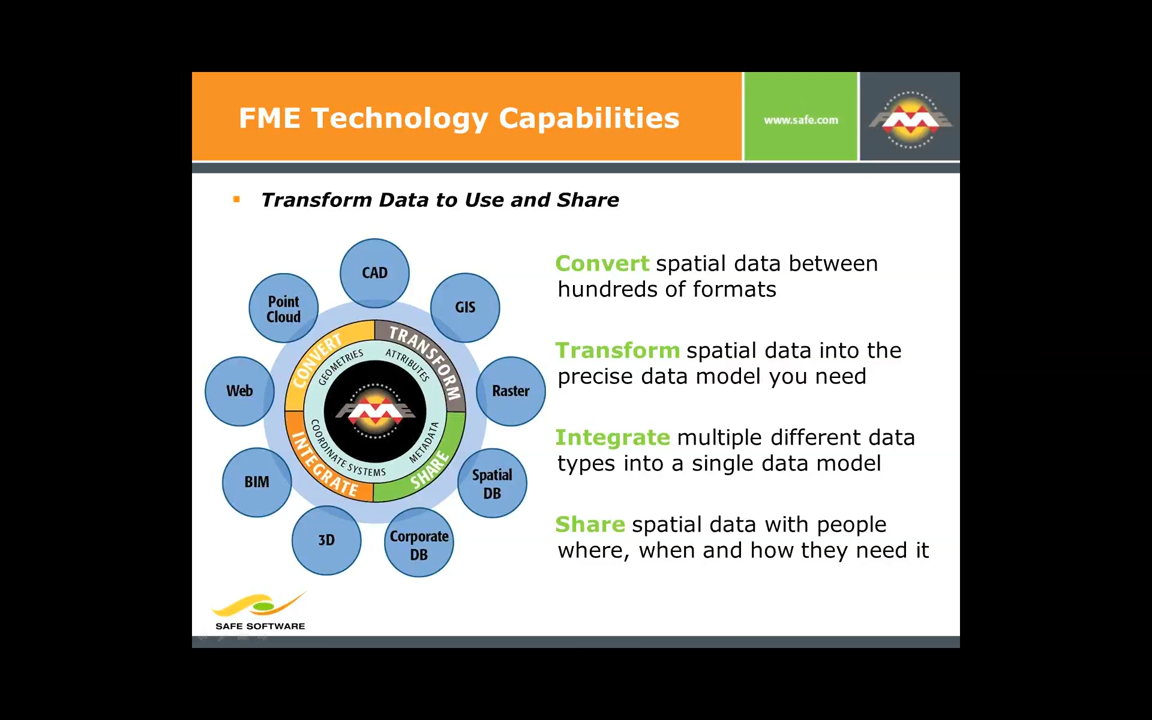 FME Technology Capabilities
www.safe.com
FME
Transform Data to Use and Share
CAD
GIS
Raster
Spatial
DB
Corporate
DB
3D
BIM
Web
Point
Cloud
CONVERT
TRANSFORM
SHARE
INTEGRATE
GEOMETRIES
ATTRIBUTES
METADATA
COORDINATE SYSTEMS
FME
Convert spatial data between
hundreds of formats
Transform spatial data into the
precise data model you need
Integrate multiple different data
types into a single data model
Share spatial data with people
where, when and how they need it
SAFE SOFTWARE